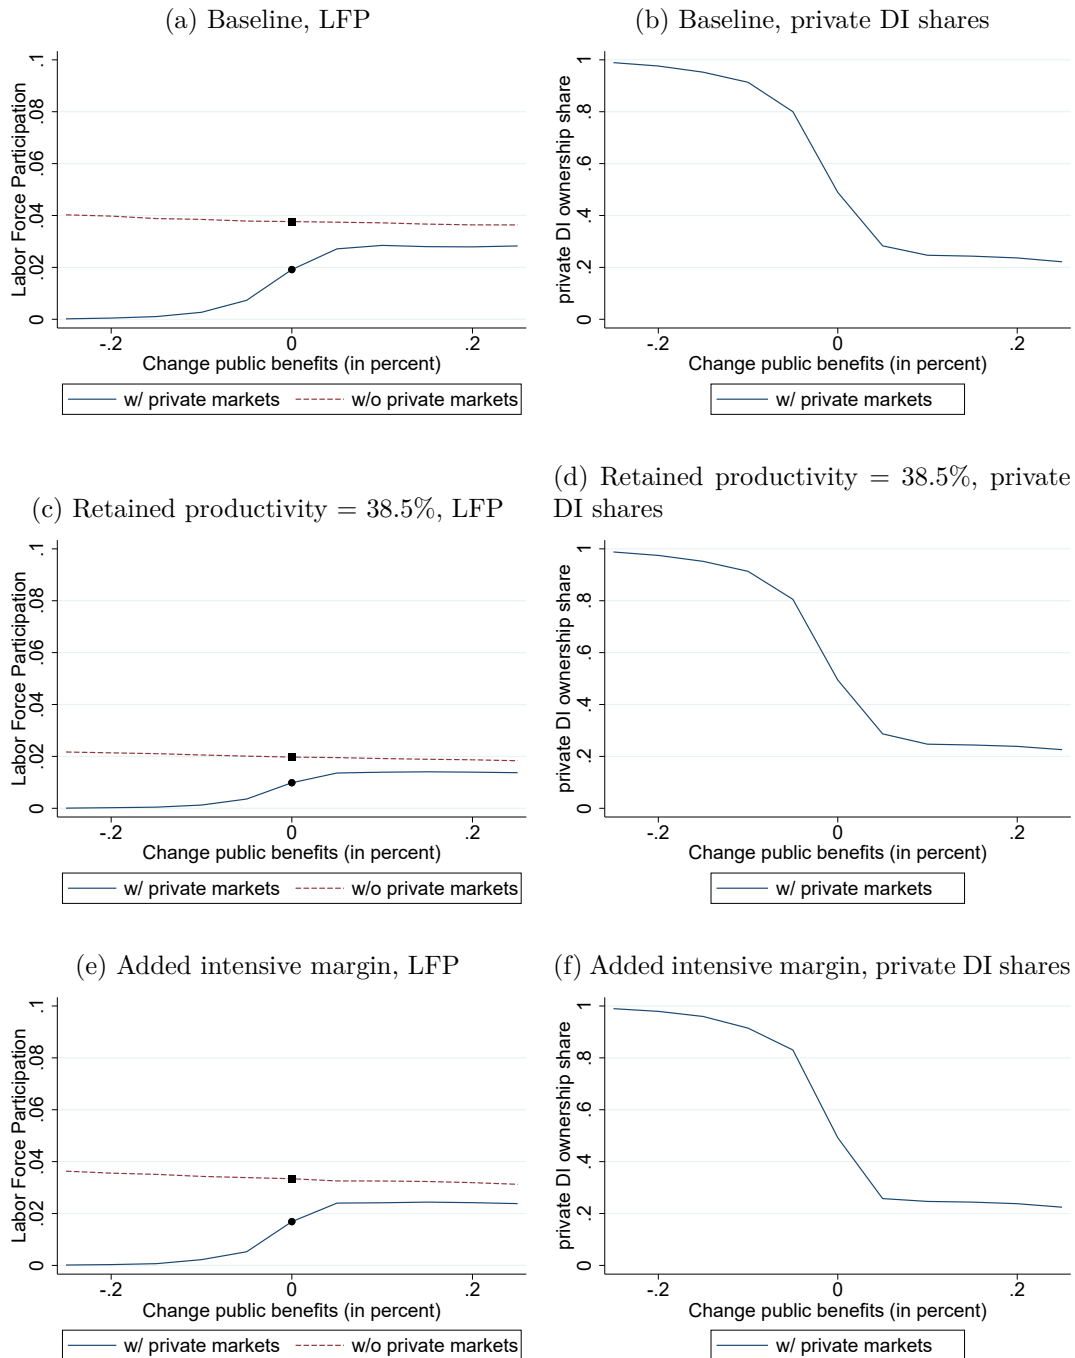 (a) Baseline, LFP
Labor Force Participation
0 .02 .04 .06 .08 .1
-.2 0 .2
Change public benefits (in percent)
w/ private markets w/o private markets
(b) Baseline, private DI shares
private DI ownership share
0 .2 .4 .6 .8 1
-.2 0 .2
Change public benefits (in percent)
w/ private markets
(c) Retained productivity = 38.5%, LFP
Labor Force Participation
0 .02 .04 .06 .08 .1
-.2 0 .2
Change public benefits (in percent)
w/ private markets w/o private markets
(d) Retained productivity = 38.5%, private
DI shares
private DI ownership share
0 .2 .4 .6 .8 1
-.2 0 .2
Change public benefits (in percent)
w/ private markets
(e) Added intensive margin, LFP
Labor Force Participation
0 .02 .04 .06 .08 .1
-.2 0 .2
Change public benefits (in percent)
w/ private markets w/o private markets
(f) Added intensive margin, private DI shares
private DI ownership share
0 .2 .4 .6 .8 1
-.2 0 .2
Change public benefits (in percent)
w/ private markets